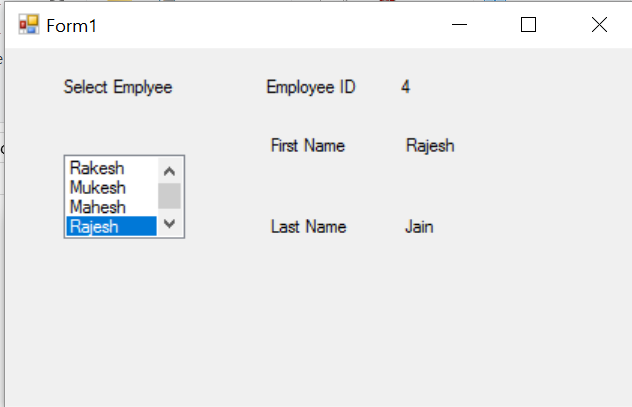 Form1
Select Emplyee
Employee ID 4
First Name Rajesh
Rakesh
Mukesh
Mahesh
Rajesh
Last Name Jain